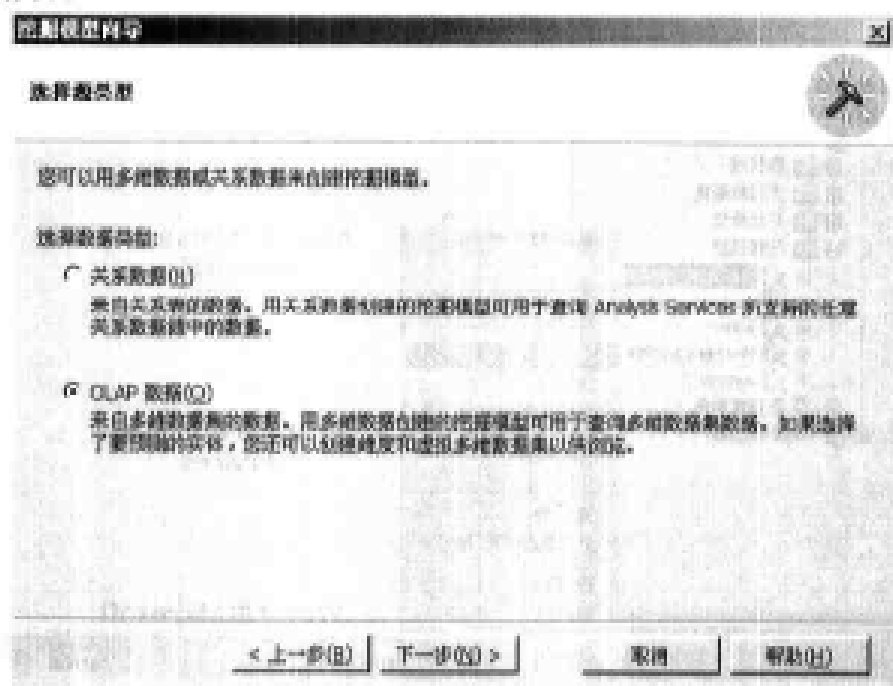 挖掘模型向导
选择源类型
您可以用多维数据或关系数据来创建挖掘模型。
选择数据类型:
关系数据(L)
来自关系表的数据。用关系数据创建的挖掘模型可用于查询 Analysis Services 所支持的任意
关系数据源中的数据。
OLAP 数据(O)
来自多维数据集的数据。用多维数据创建的挖掘模型可用于查询多维数据集数据。如果选择
了要预测的实体,您还可以创建维度和虚拟多维数据集以供浏览。
< 上一步(B)
下一步(N) >
取消
帮助(H)